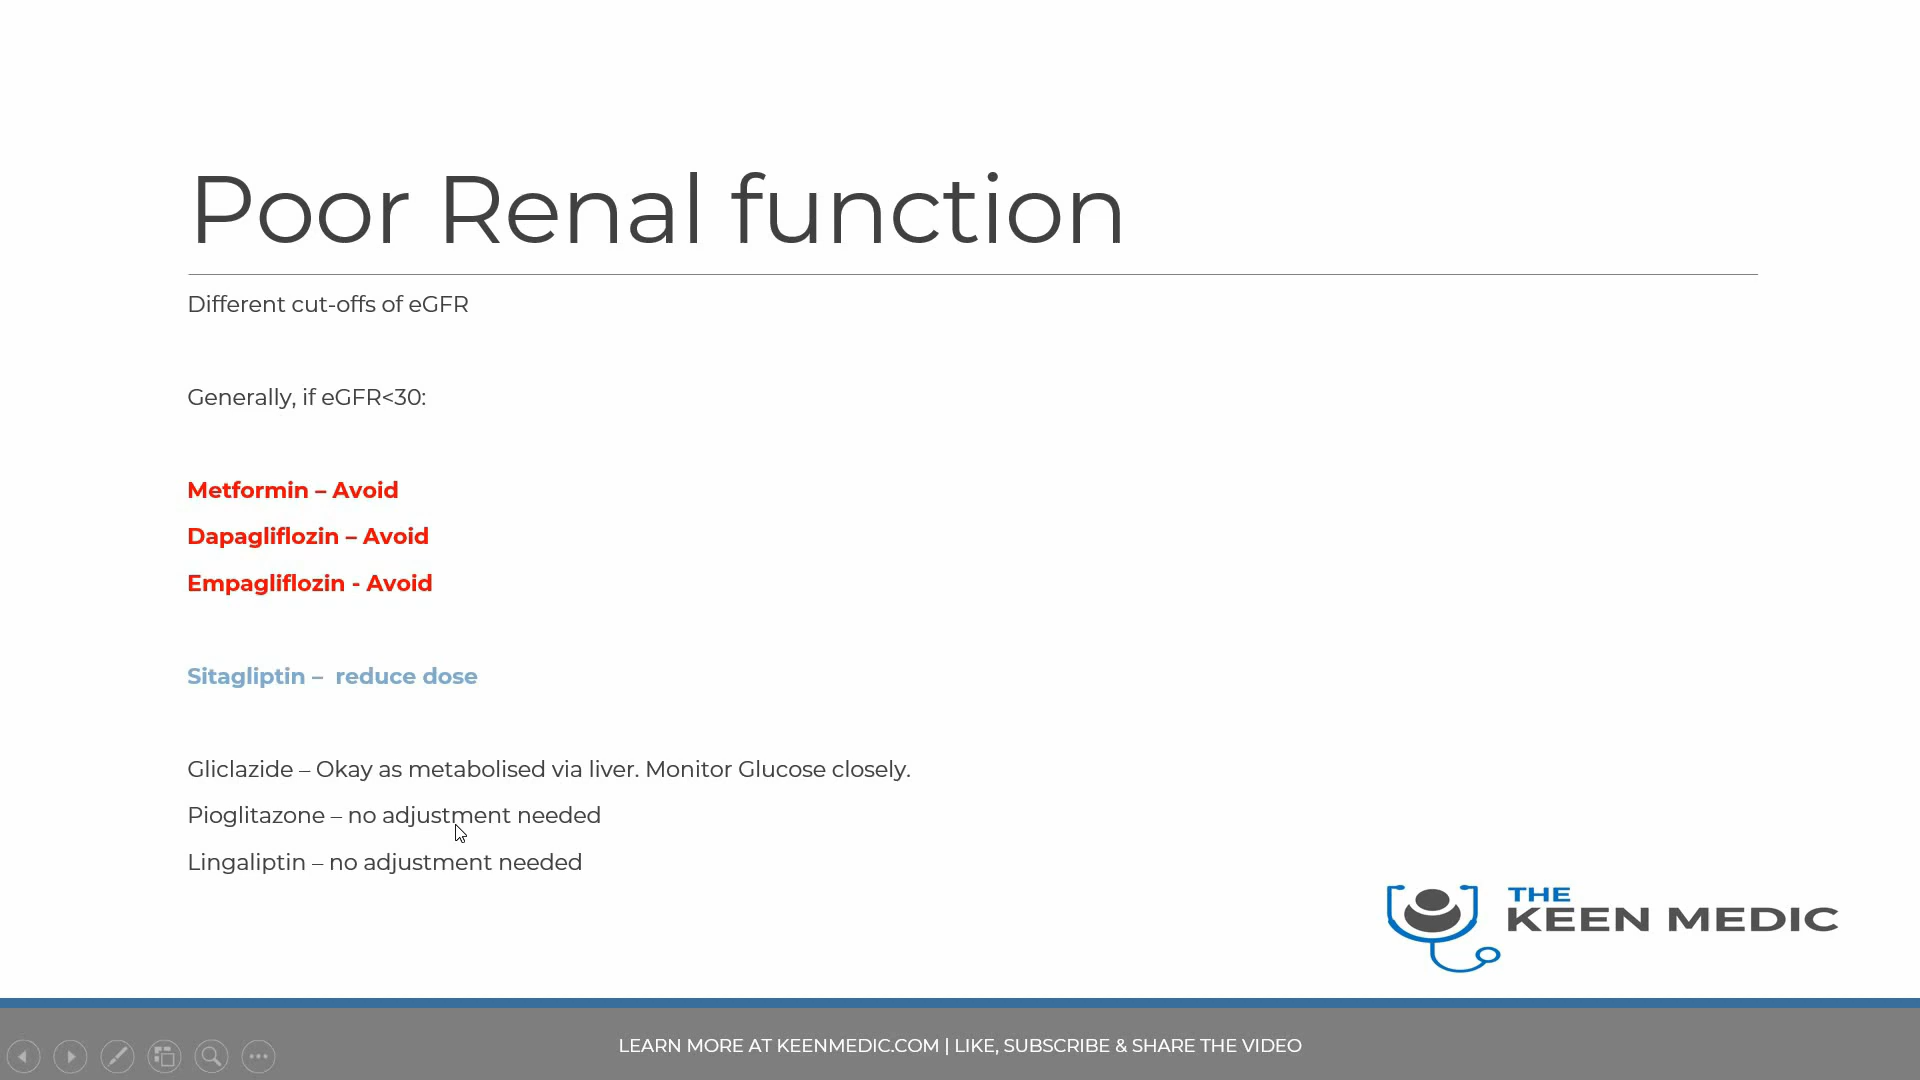 Poor Renal function
Different cut-offs of eGFR
Generally, if eGFR<30:
Metformin – Avoid
Dapagliflozin – Avoid
Empagliflozin - Avoid
Sitagliptin – reduce dose
Gliclazide – Okay as metabolised via liver. Monitor Glucose closely.
Pioglitazone – no adjustment needed
Lingaliptin – no adjustment needed
THE
KEEN MEDIC
LEARN MORE AT KEENMEDIC.COM | LIKE, SUBSCRIBE & SHARE THE VIDEO